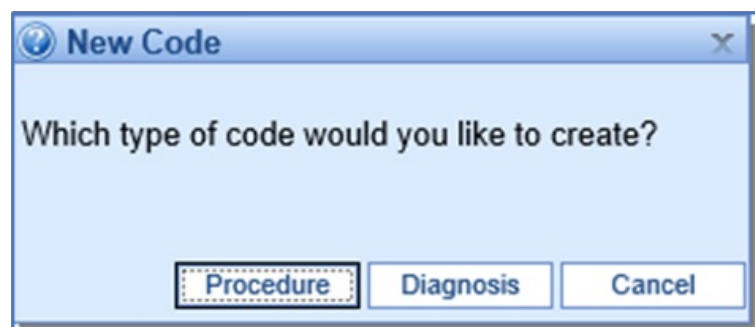 New Code
Which type of code would you like to create?
Procedure Diagnosis Cancel